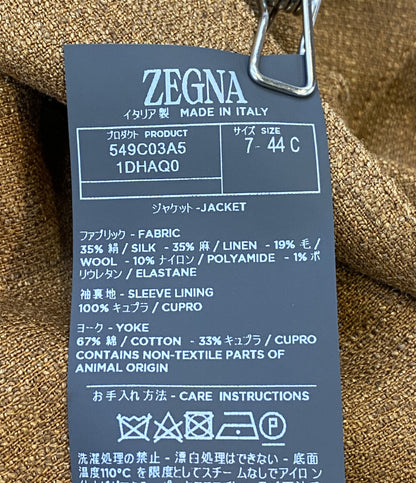 ZEGNA
イタリア製 MADE IN ITALY
プロダクト PRODUCT サイズ SIZE
549C03A5 7- 44 C
1DHAQ0
ジャケット -JACKET
ファブリック - FABRIC
35% 絹 / SILK - 35% 麻 / LINEN - 19% 毛 /
WOOL - 10% ナイロン / POLYAMIDE - 1% ポ
リウレタン / ELASTANE
袖裏地 - SLEEVE LINING
100% キュプラ / CUPRO
ヨーク - YOKE
67% 綿 / COTTON - 33% キュプラ / CUPRO
CONTAINS NON-TEXTILE PARTS OF
ANIMAL ORIGIN
お手入れ方法 - CARE INSTRUCTIONS
P
洗濯処理の禁止 - 漂白処理はできない - 底面
温度110℃ を限度としてスチームなしでアイロン